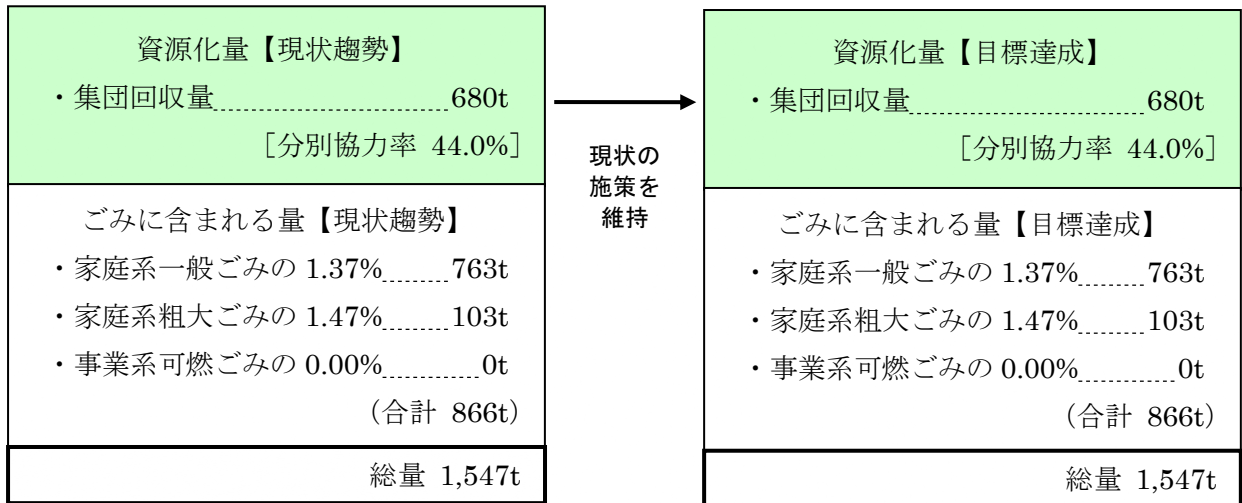 資源化量【現状趨勢】
・集団回収量 680t
［分別協力率 44.0%］
ごみに含まれる量【現状趨勢】
・家庭系一般ごみの 1.37% 763t
・家庭系粗大ごみの 1.47% 103t
・事業系可燃ごみの 0.00% 0t
（合計 866t）
総量 1,547t
現状の
施策を
維持
資源化量【目標達成】
・集団回収量 680t
［分別協力率 44.0%］
ごみに含まれる量【目標達成】
・家庭系一般ごみの 1.37% 763t
・家庭系粗大ごみの 1.47% 103t
・事業系可燃ごみの 0.00% 0t
（合計 866t）
総量 1,547t